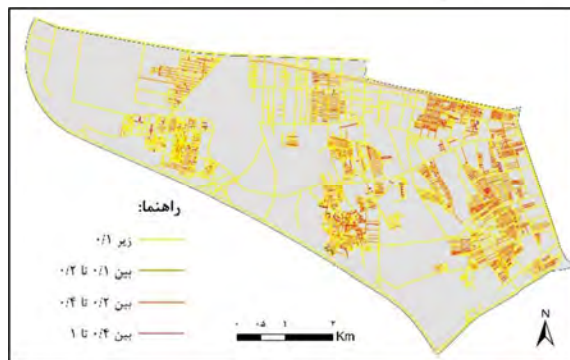 راهنما:
زیر ۰/۱
بین ۰/۱ تا ۰/۲
بین ۰/۲ تا ۰/۴
بین ۰/۴ تا ۱
۰ ۰٫۵ ۱ ۲
Km
N